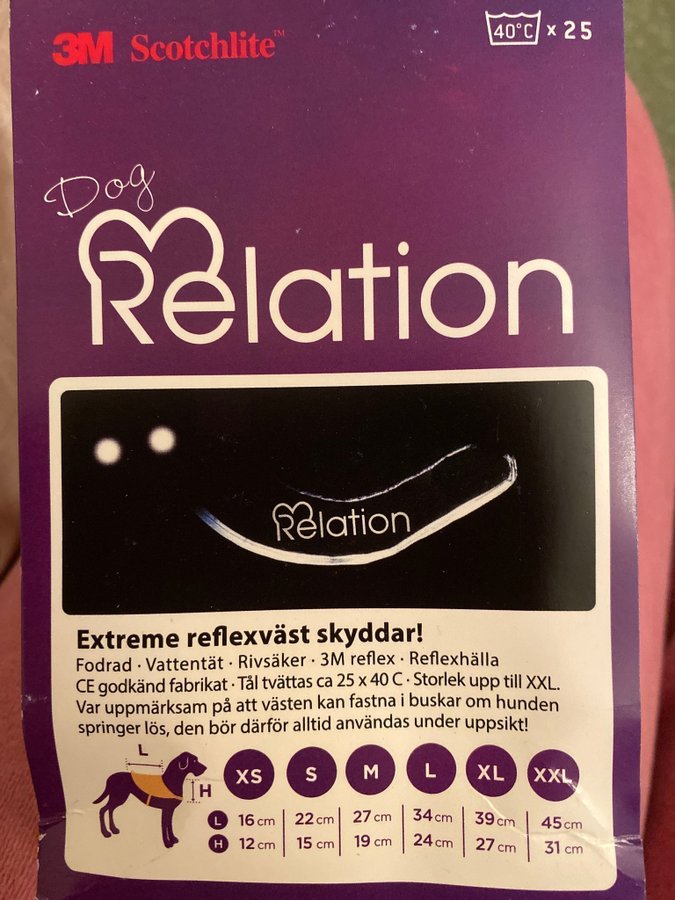 3M Scotchlite™
40°C x 25
Dog
Relation
Relation
Extreme reflexväst skyddar!
Fodrad · Vattentät · Rivsäker · 3M reflex · Reflexhälla
CE godkänd fabrikat · Tål tvättas ca 25 x 40 C · Storlek upp till XXL.
Var uppmärksam på att västen kan fastna i buskar om hunden
springer lös, den bör därför alltid användas under uppsikt!
L
H
XS S M L XL XXL
L 16 cm 22 cm 27 cm 34 cm 39 cm 45 cm
H 12 cm 15 cm 19 cm 24 cm 27 cm 31 cm